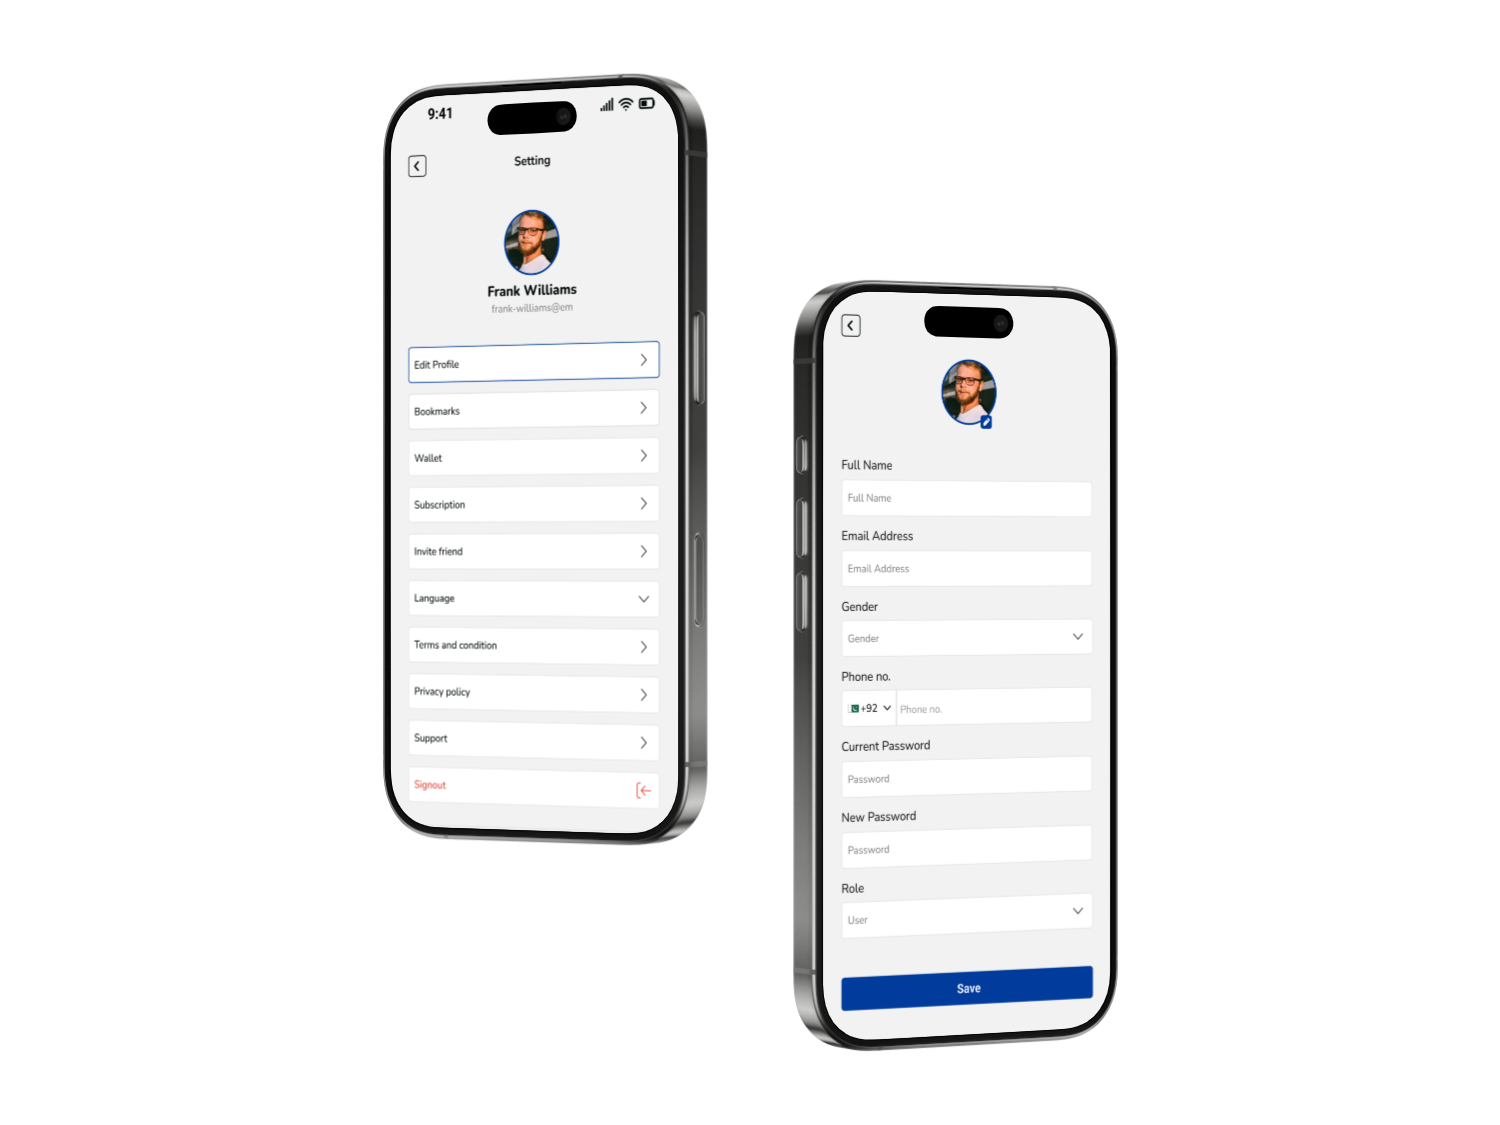 9:41
Setting
Frank Williams
frank-williams@em
Edit Profile
Bookmarks
Wallet
Subscription
Invite friend
Language
Terms and condition
Privacy policy
Support
Signout
Full Name
Full Name
Email Address
Email Address
Gender
Gender
Phone no.
+92 Phone no.
Current Password
Password
New Password
Password
Role
User
Save